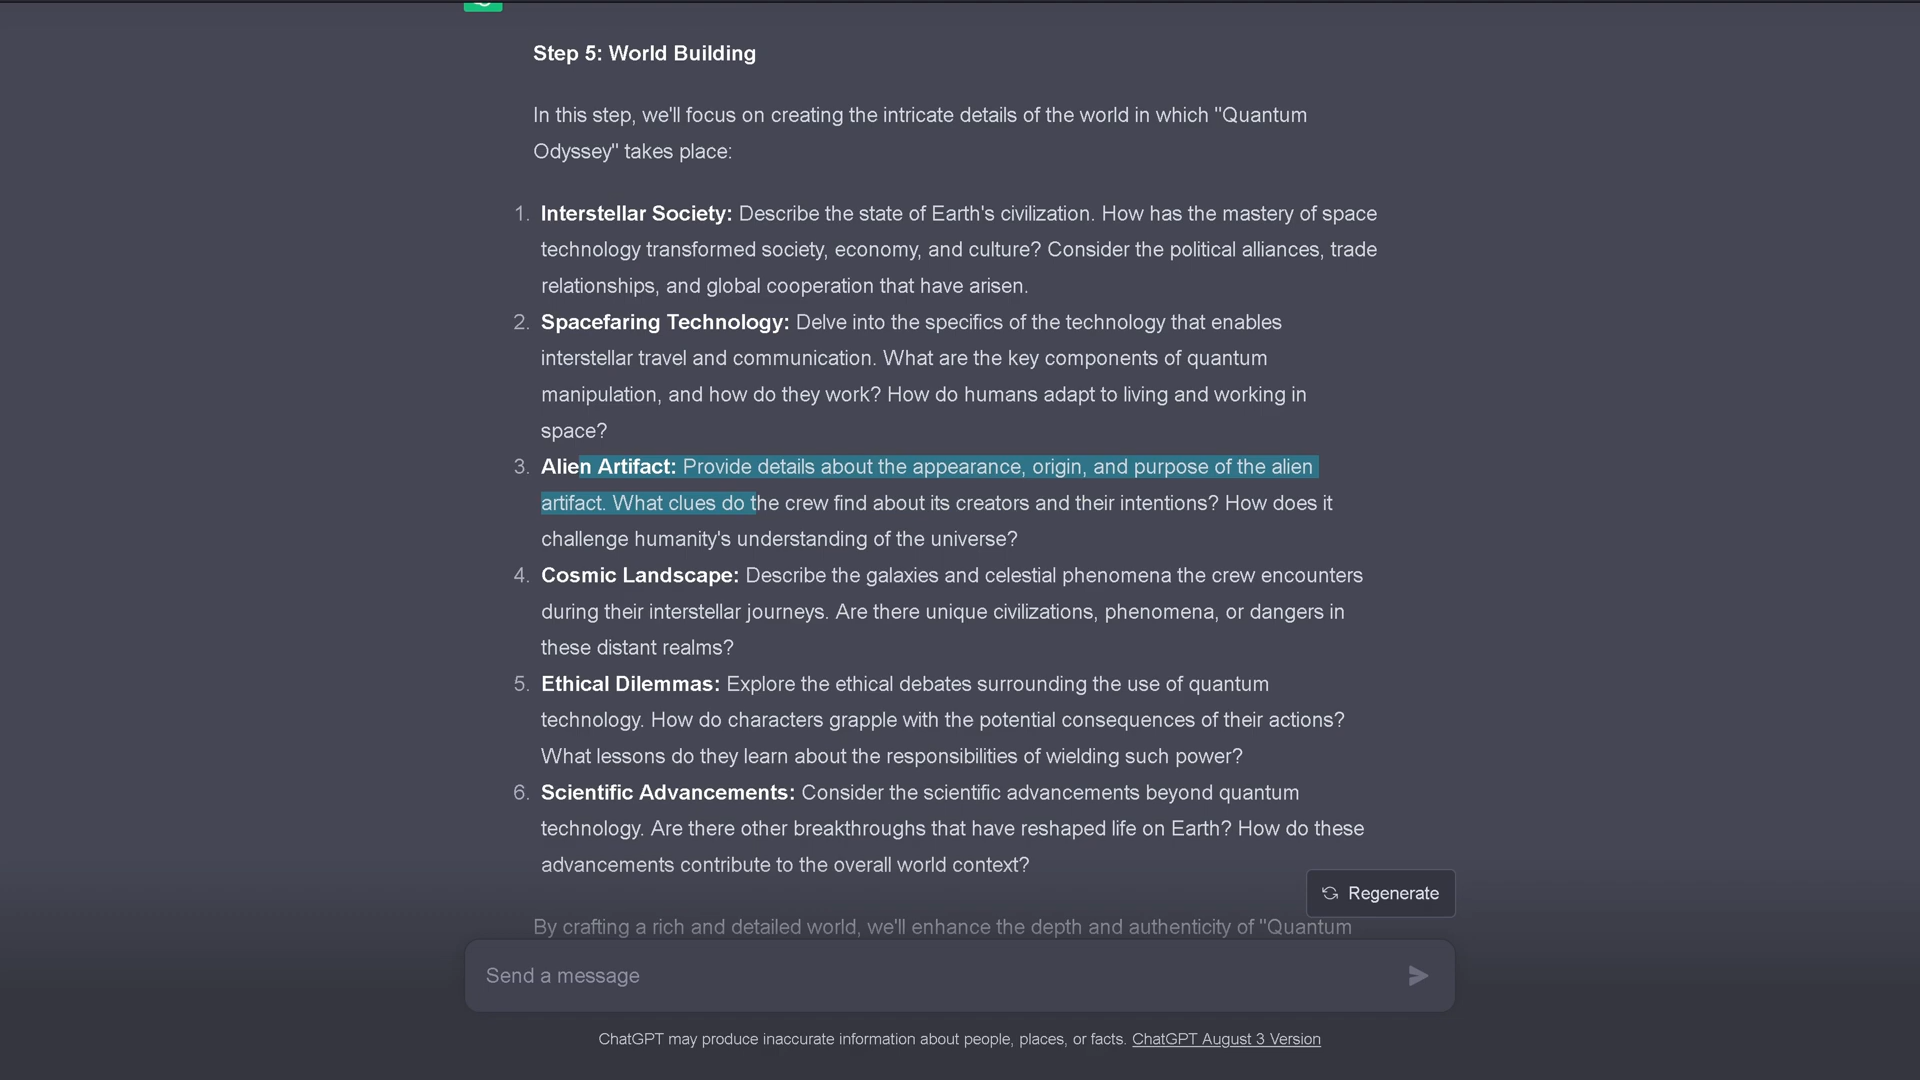 Step 5: World Building
In this step, we'll focus on creating the intricate details of the world in which "Quantum
Odyssey" takes place:
1. Interstellar Society: Describe the state of Earth's civilization. How has the mastery of space
technology transformed society, economy, and culture? Consider the political alliances, trade
relationships, and global cooperation that have arisen.
2. Spacefaring Technology: Delve into the specifics of the technology that enables
interstellar travel and communication. What are the key components of quantum
manipulation, and how do they work? How do humans adapt to living and working in
space?
3. Alien Artifact: Provide details about the appearance, origin, and purpose of the alien
artifact. What clues do the crew find about its creators and their intentions? How does it
challenge humanity's understanding of the universe?
4. Cosmic Landscape: Describe the galaxies and celestial phenomena the crew encounters
during their interstellar journeys. Are there unique civilizations, phenomena, or dangers in
these distant realms?
5. Ethical Dilemmas: Explore the ethical debates surrounding the use of quantum
technology. How do characters grapple with the potential consequences of their actions?
What lessons do they learn about the responsibilities of wielding such power?
6. Scientific Advancements: Consider the scientific advancements beyond quantum
technology. Are there other breakthroughs that have reshaped life on Earth? How do these
advancements contribute to the overall world context?
Regenerate
By crafting a rich and detailed world, we'll enhance the depth and authenticity of "Quantum
Send a message
ChatGPT may produce inaccurate information about people, places, or facts. ChatGPT August 3 Version